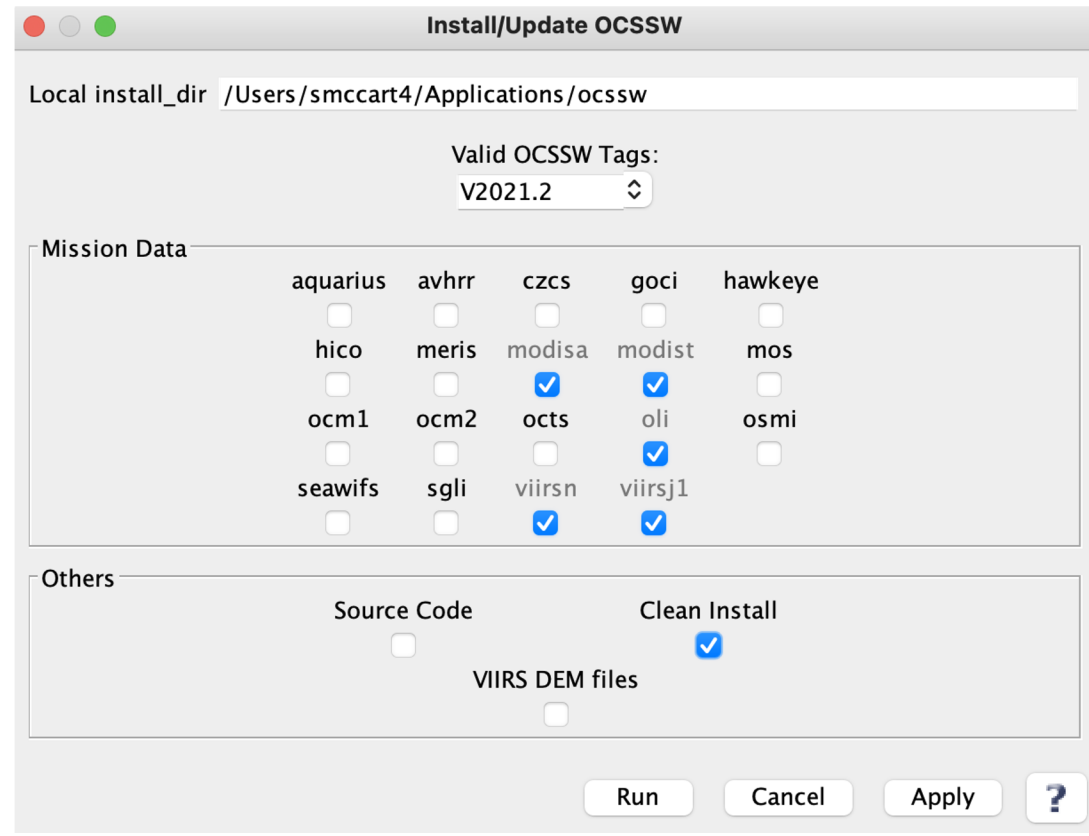 Install/Update OCSSW
Local install_dir /Users/smccart4/Applications/ocssw
Valid OCSSW Tags:
V2021.2
Mission Data
aquarius avhrr czcs goci hawkeye
hico meris modisa modist mos
ocm1 ocm2 octs oli osmi
seawifs sgli viirsn viirsj1
Others
Source Code Clean Install
VIIRS DEM files
Run Cancel Apply ?